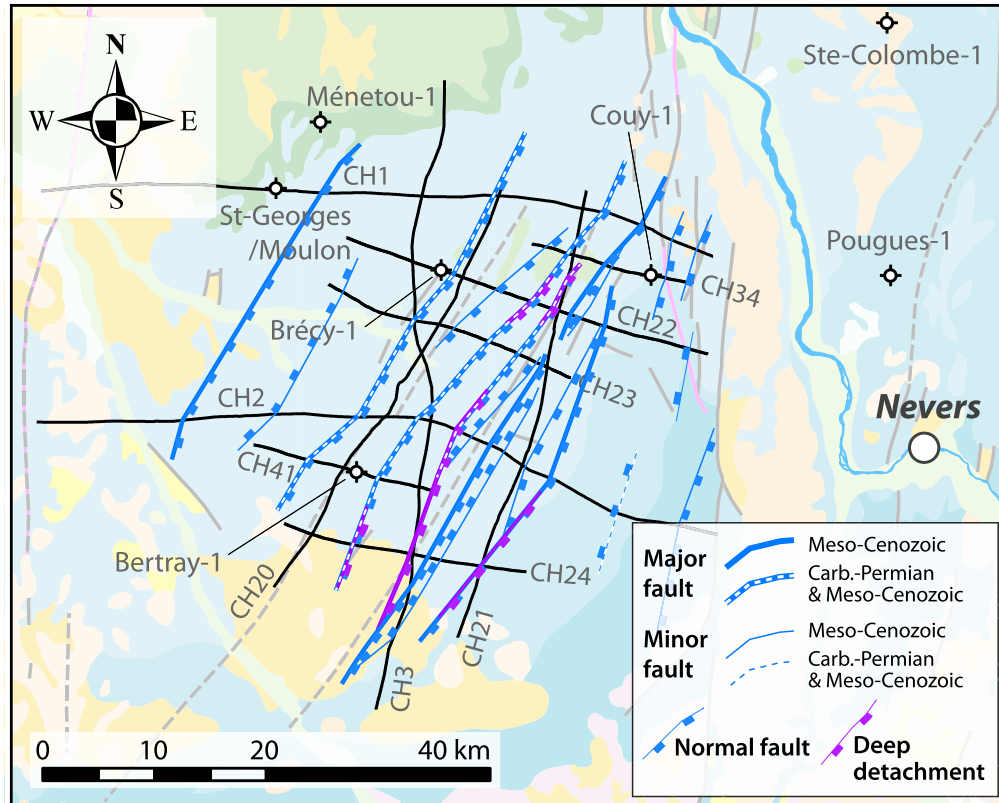 N
W
E
S
Ménetou-1
Ste-Colombe-1
Couy-1
CH1
St-Georges
/Moulon
Pougues-1
CH34
Brécy-1
CH22
CH23
CH2
Nevers
CH41
Bertray-1
CH20
CH24
CH21
CH3
0
10
20
40 km
Major
fault
Meso-Cenozoic
Carb.-Permian
& Meso-Cenozoic
Minor
fault
Meso-Cenozoic
Carb.-Permian
& Meso-Cenozoic
Normal fault
Deep
detachment